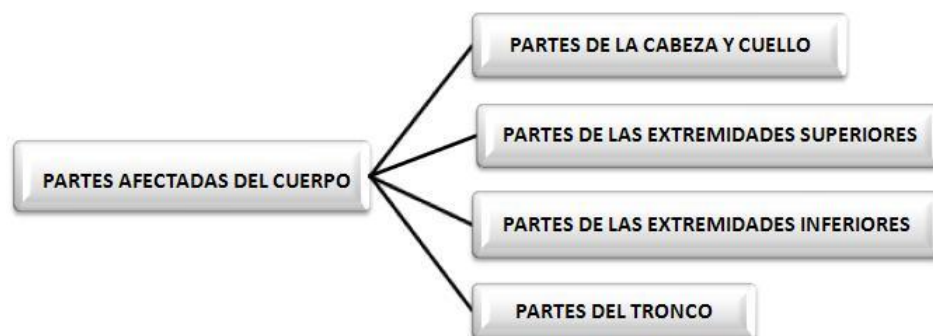 PARTES DE LA CABEZA Y CUELLO
PARTES DE LAS EXTREMIDADES SUPERIORES
PARTES AFECTADAS DEL CUERPO
PARTES DE LAS EXTREMIDADES INFERIORES
PARTES DEL TRONCO